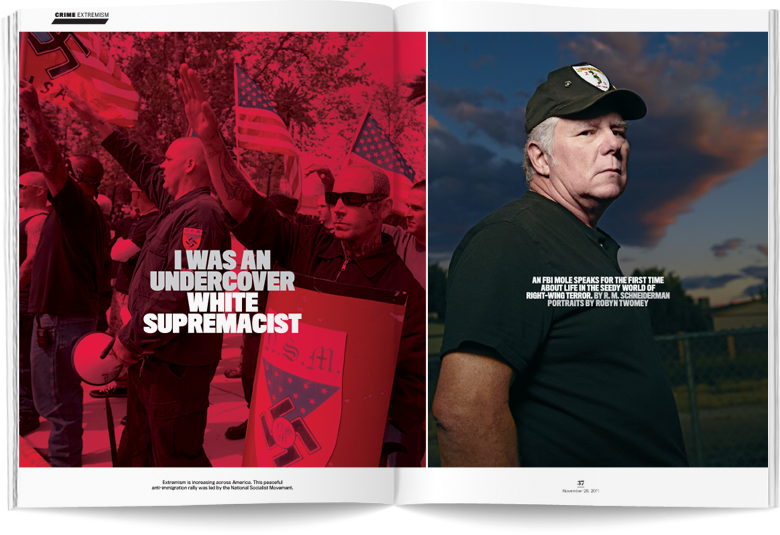 CRIME EXTREMISM
I WAS AN
UNDERCOVER
WHITE
SUPREMACIST
AN FBI MOLE SPEAKS FOR THE FIRST TIME
ABOUT LIFE IN THE SEEDY WORLD OF
RIGHT-WING TERROR. BY R. M. SCHNEIDERMAN
PORTRAITS BY ROBYN TWOMEY
Extremism is increasing across America. This peaceful
anti-immigration rally was led by the National Socialist Movement.
37
November 28, 2011